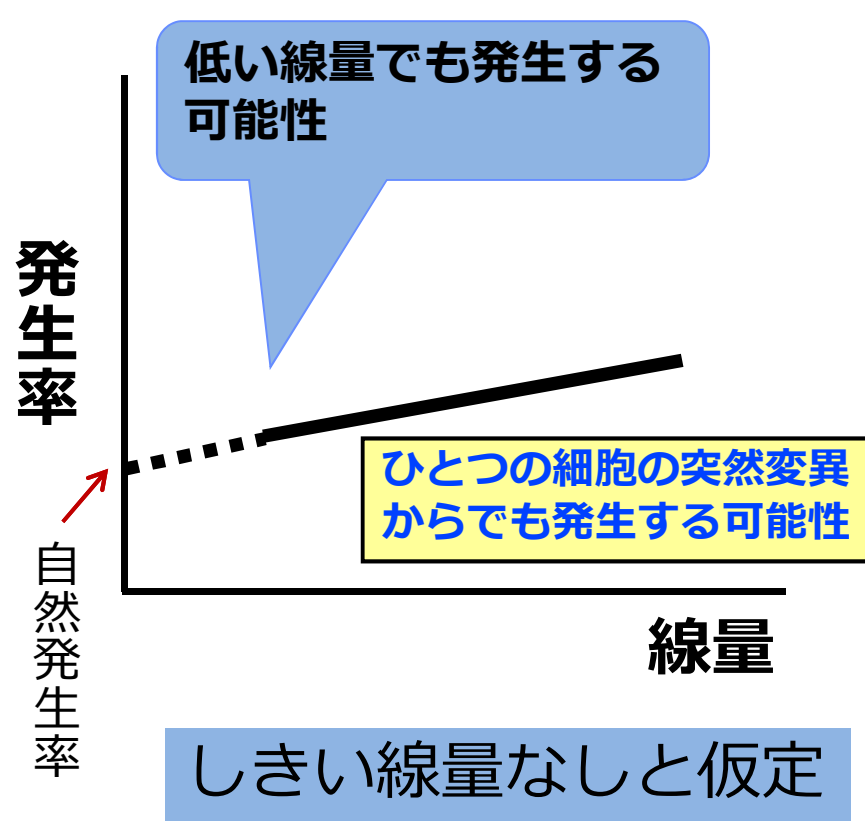 低い線量でも発生する
可能性
発生率
ひとつの細胞の突然変異
からでも発生する可能性
自然発生率
線量
しきい線量なしと仮定